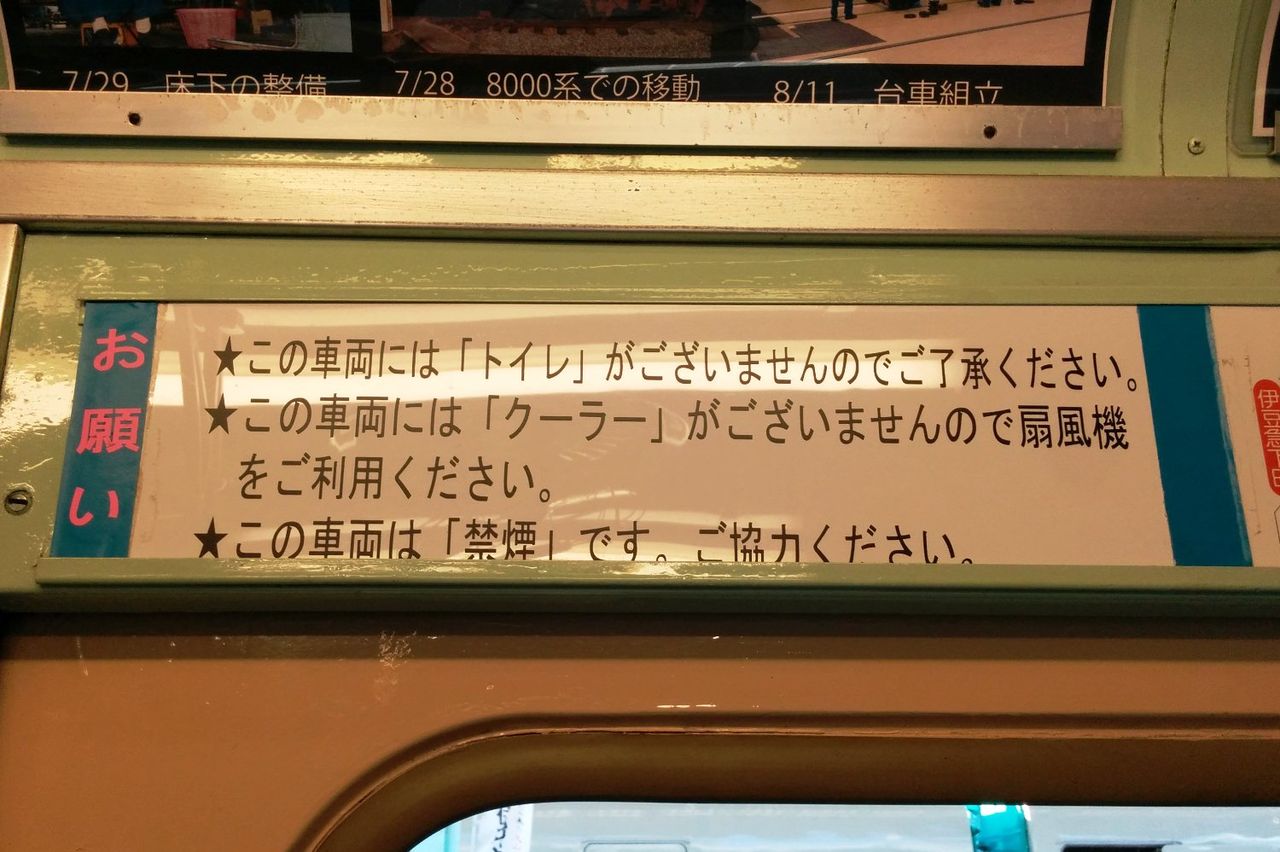 7/29 床下の整備
7/28 8000系での移動
8/11 台車組立
お願い
★この車両には「トイレ」がございませんのでご了承ください。
★この車両には「クーラー」がございませんので扇風機
をご利用ください。
★この車両は「禁煙」です。ご協力ください。
伊豆急下田